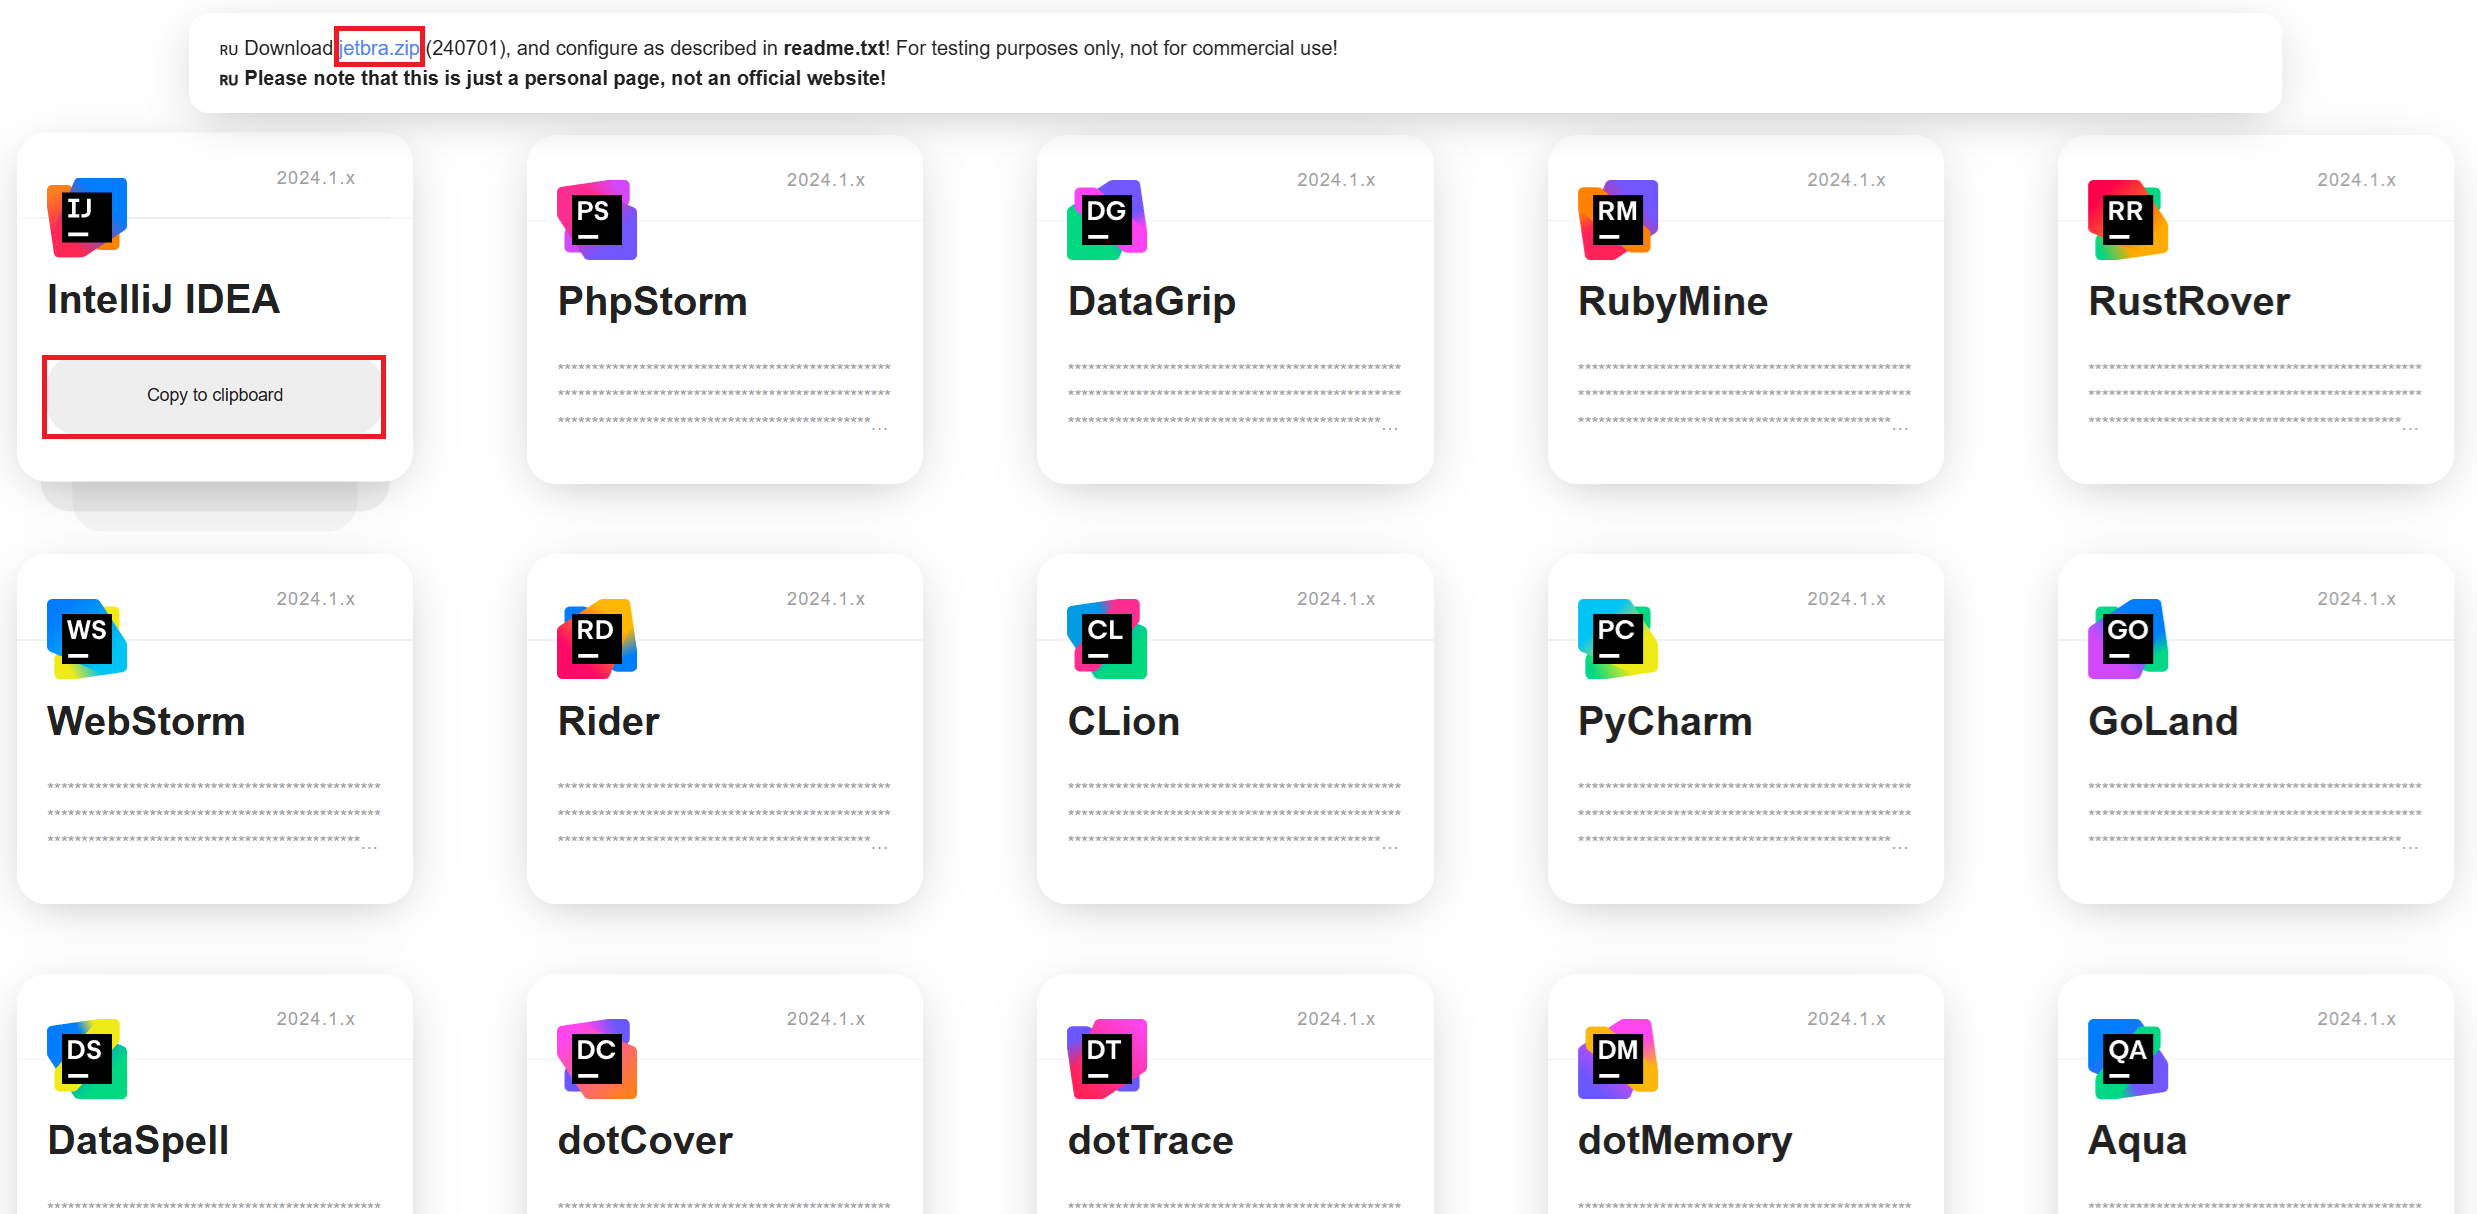 RU Download jetbra.zip (240701), and configure as described in readme.txt! For testing purposes only, not for commercial use!
RU Please note that this is just a personal page, not an official website!
2024.1.x
IJ
IntelliJ IDEA
Copy to clipboard
2024.1.x
PS
PhpStorm
2024.1.x
DG
DataGrip
2024.1.x
RM
RubyMine
2024.1.x
RR
RustRover
2024.1.x
WS
WebStorm
2024.1.x
RD
Rider
2024.1.x
CL
CLion
2024.1.x
PC
PyCharm
2024.1.x
GO
GoLand
2024.1.x
DS
DataSpell
2024.1.x
DC
dotCover
2024.1.x
DT
dotTrace
2024.1.x
DM
dotMemory
2024.1.x
QA
Aqua